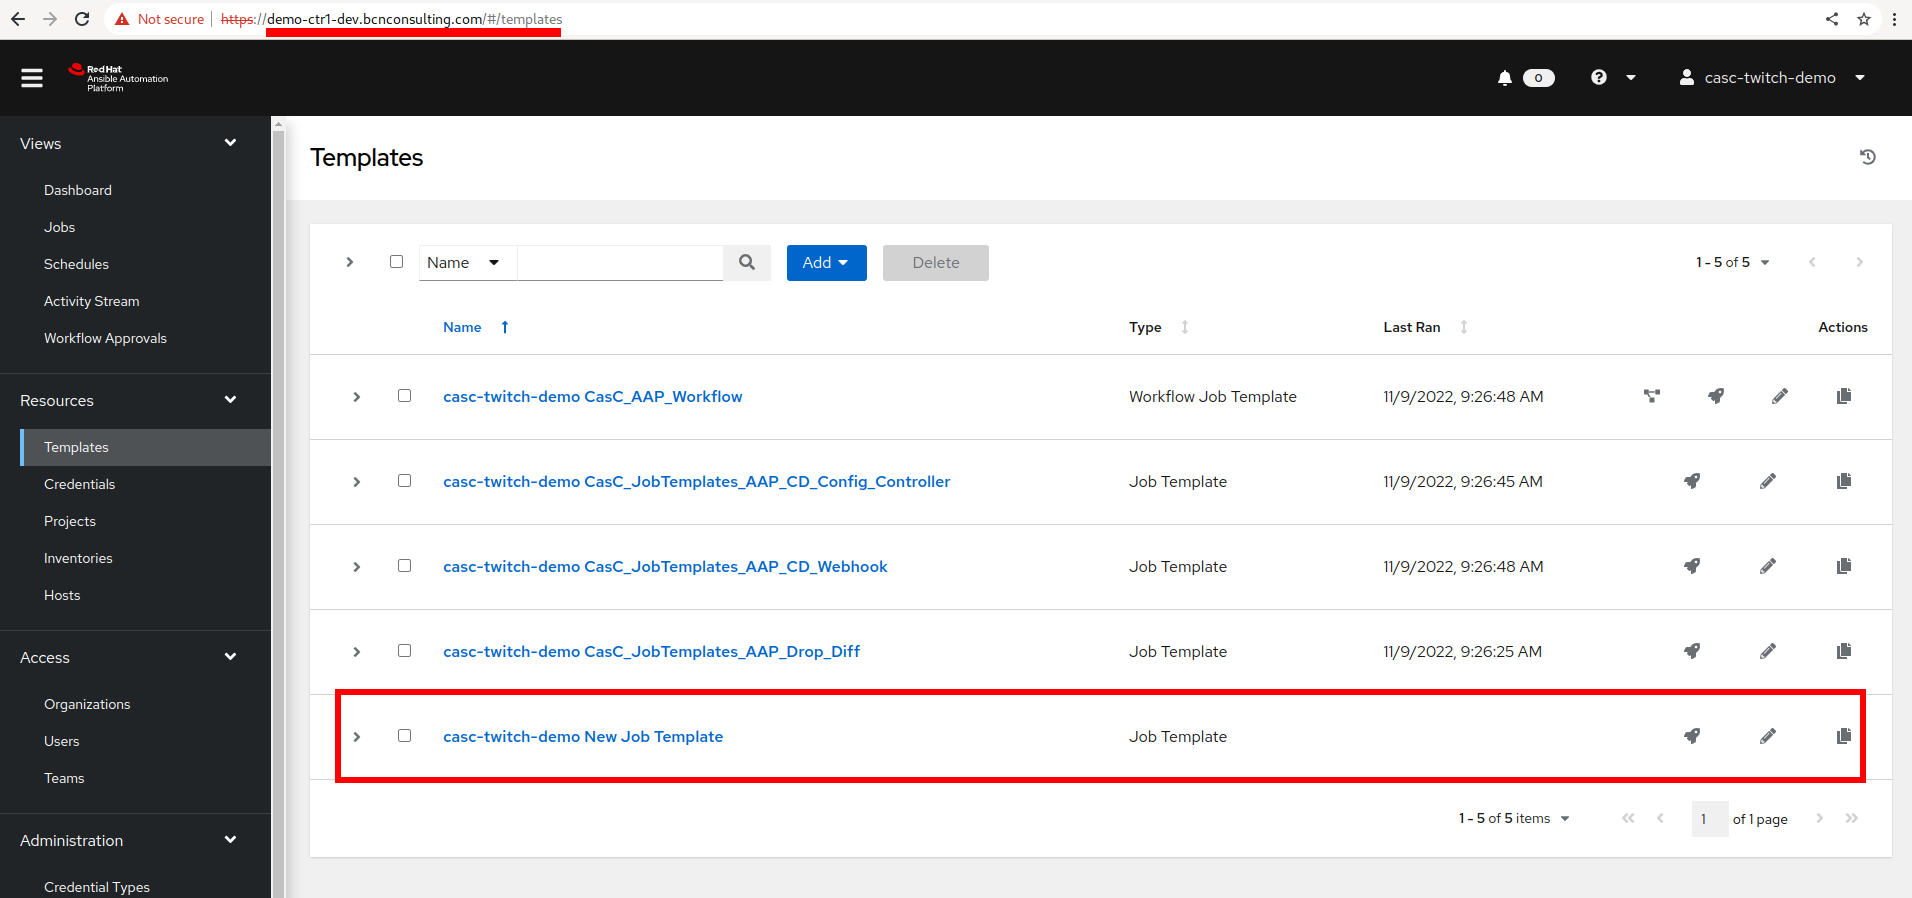 Not secure | https://demo-ctr1-dev.bcnconsulting.com/#/templates
Red Hat
Ansible Automation
Platform
0
casc-twitch-demo
Views
Dashboard
Jobs
Schedules
Activity Stream
Workflow Approvals
Resources
Templates
Credentials
Projects
Inventories
Hosts
Access
Organizations
Users
Teams
Administration
Credential Types
Templates
Name
Add
Delete
1 - 5 of 5
Name Type Last Ran Actions
casc-twitch-demo CasC_AAP_Workflow Workflow Job Template 11/9/2022, 9:26:48 AM
casc-twitch-demo CasC_JobTemplates_AAP_CD_Config_Controller Job Template 11/9/2022, 9:26:45 AM
casc-twitch-demo CasC_JobTemplates_AAP_CD_Webhook Job Template 11/9/2022, 9:26:48 AM
casc-twitch-demo CasC_JobTemplates_AAP_Drop_Diff Job Template 11/9/2022, 9:26:25 AM
casc-twitch-demo New Job Template Job Template
1 - 5 of 5 items 1 of 1 page